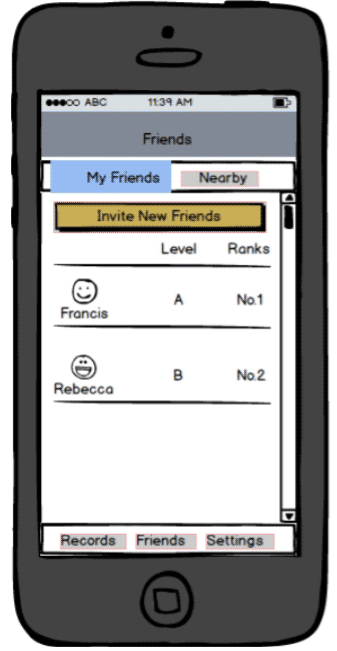 ABC 11:39 AM
Friends
My Friends Nearby
Invite New Friends
Level Ranks
Francis A No.1
Rebecca B No.2
Records Friends Settings